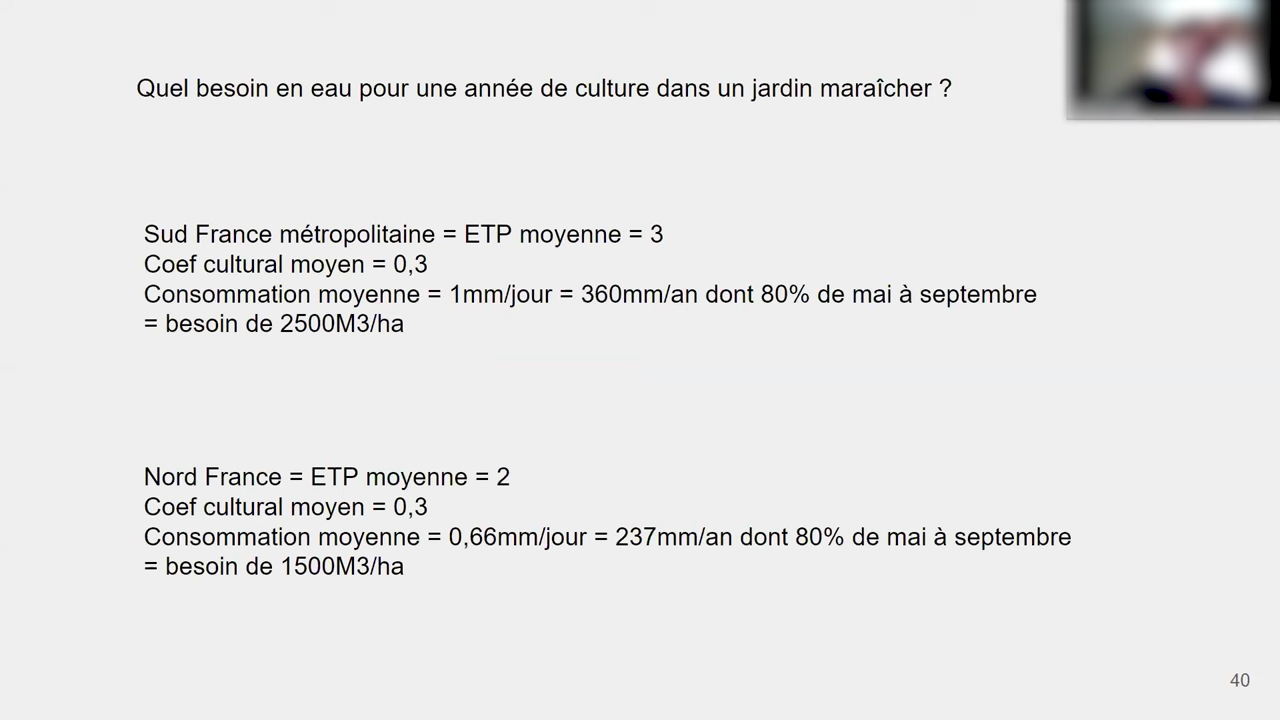 Quel besoin en eau pour une année de culture dans un jardin maraîcher ?
Sud France métropolitaine = ETP moyenne = 3
Coef cultural moyen = 0,3
Consommation moyenne = 1mm/jour = 360mm/an dont 80% de mai à septembre
= besoin de 2500M3/ha
Nord France = ETP moyenne = 2
Coef cultural moyen = 0,3
Consommation moyenne = 0,66mm/jour = 237mm/an dont 80% de mai à septembre
= besoin de 1500M3/ha
40